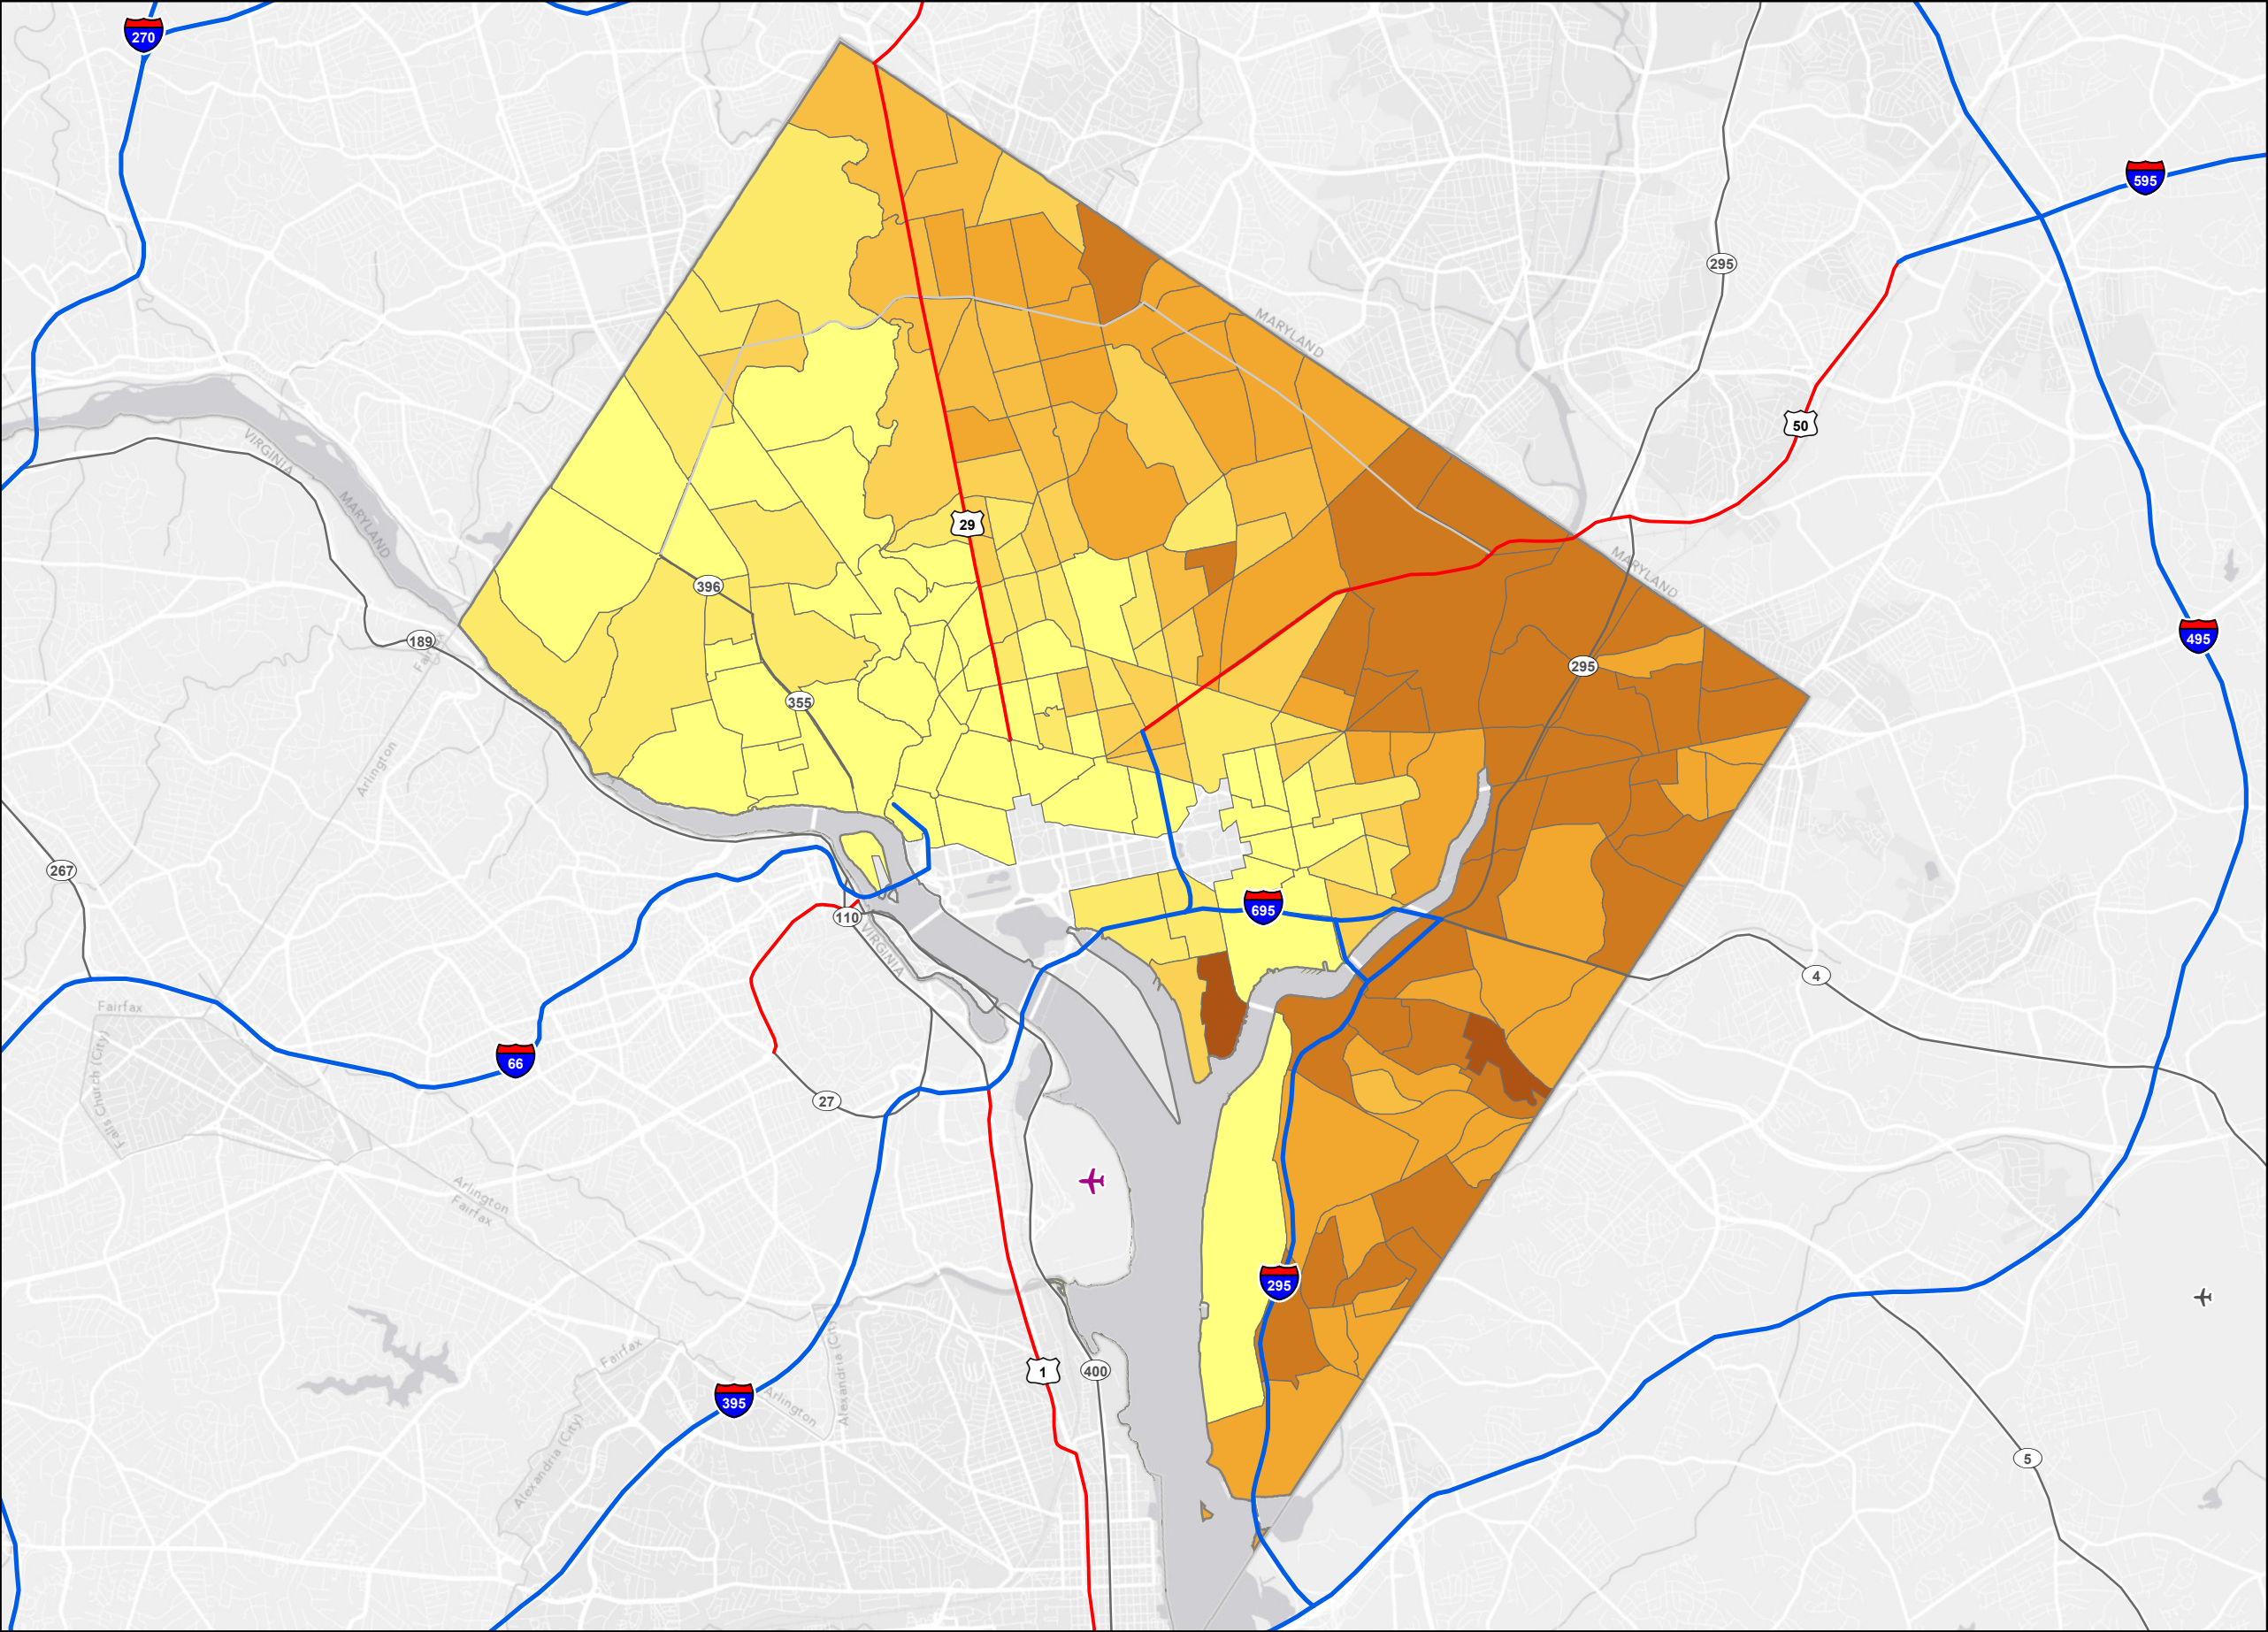 270
595
295
MARYLAND
VIRGINIA
50
MARYLAND
29
MARYLAND
396
189
Fairfax
495
295
355
Arlington
267
695
110
VIRGINIA
4
Fairfax
Falls Church (City)
66
27
Arlington
Fairfax
295
Fairfax
Alexandria (City)
1
400
395
Arlington
Alexandria (City)
5